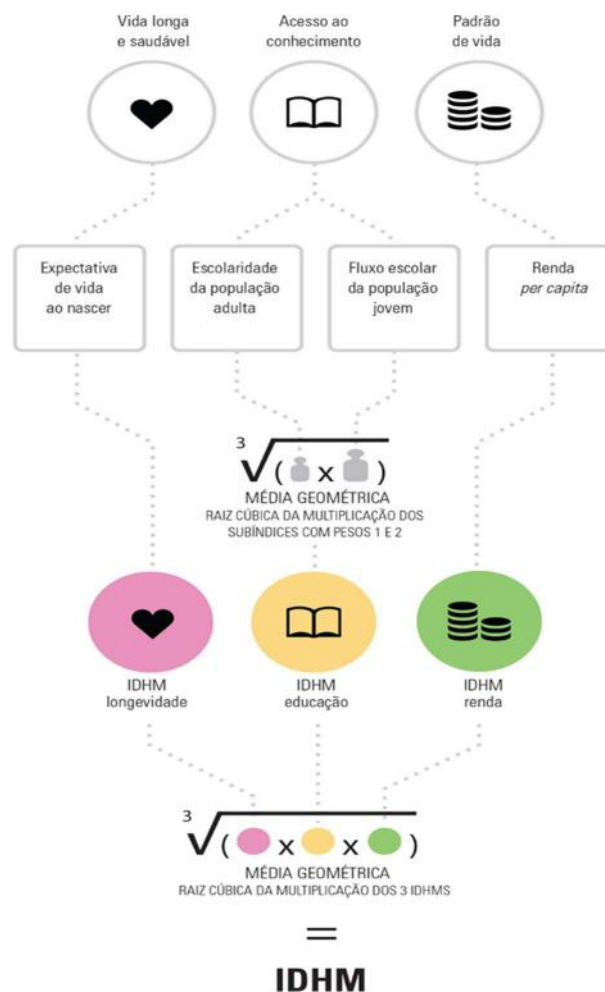 Vida longa
e saudável
Acesso ao
conhecimento
Padrão
de vida
Expectativa
de vida
ao nascer
Escolaridade
da população
adulta
Fluxo escolar
da população
jovem
Renda
per capita
3√( x )
MÉDIA GEOMÉTRICA
RAIZ CÚBICA DA MULTIPLICAÇÃO DOS
SUBÍNDICES COM PESOS 1 E 2
IDHM
longevidade
IDHM
educação
IDHM
renda
3√( x x )
MÉDIA GEOMÉTRICA
RAIZ CÚBICA DA MULTIPLICAÇÃO DOS 3 IDHMS
=
IDHM